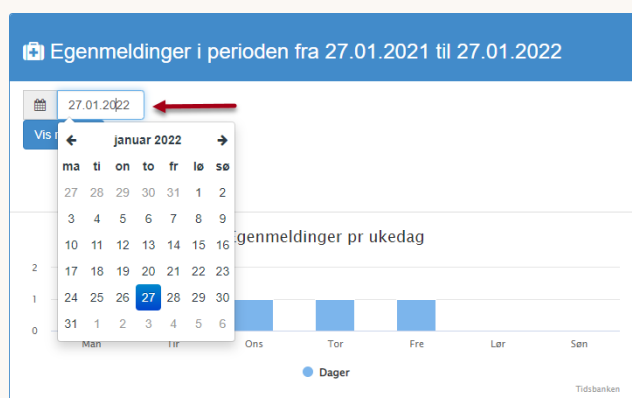 Egenmeldinger i perioden fra 27.01.2021 til 27.01.2022
27.01.2022
Vis
januar 2022
ma ti on to fr lø sø
27 28 29 30 31 1 2
3 4 5 6 7 8 9
10 11 12 13 14 15 16
17 18 19 20 21 22 23
24 25 26 27 28 29 30
31 1 2 3 4 5 6
Egenmeldinger pr ukedag
2
1
0
Man Tir Ons Tor Fre Lør Søn
Dager
Tidsbanken